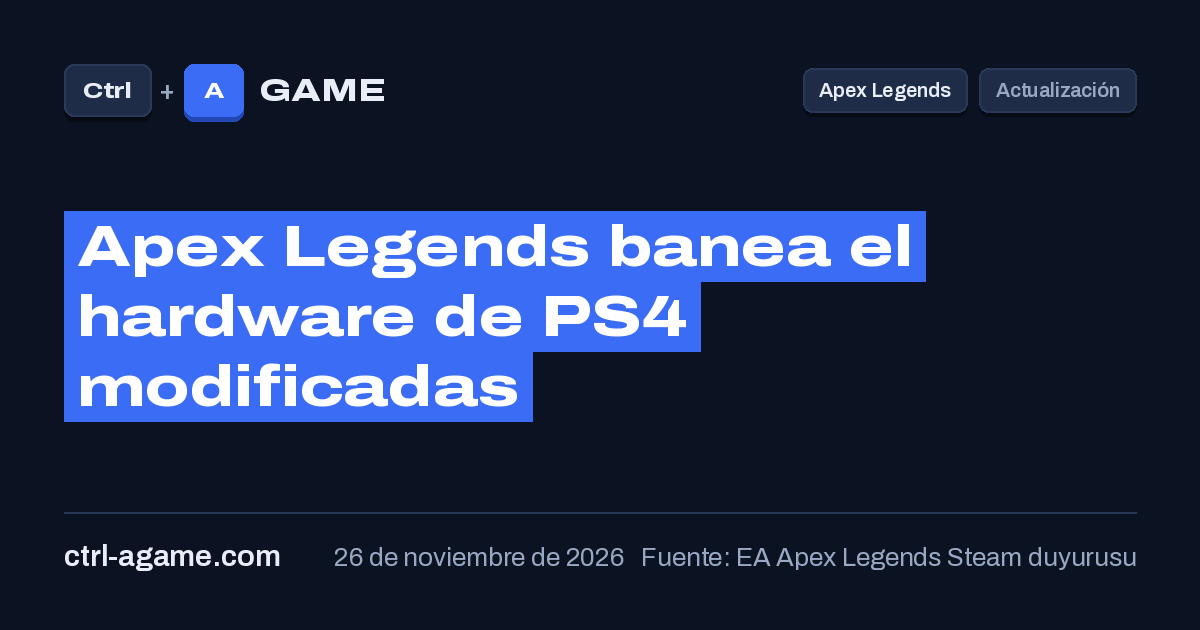 Ctrl + A GAME
Apex Legends
Actualización
Apex Legends banea el
hardware de PS4
modificadas
ctrl-agame.com
26 de noviembre de 2026
Fuente: EA Apex Legends Steam duyurusu